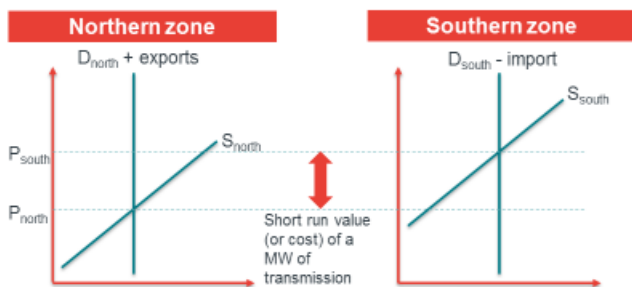 Northern zone
Southern zone
Dnorth + exports
Dsouth - import
Ssouth
Snorth
Psouth
Pnorth
Short run value
(or cost) of a
MW of
transmission